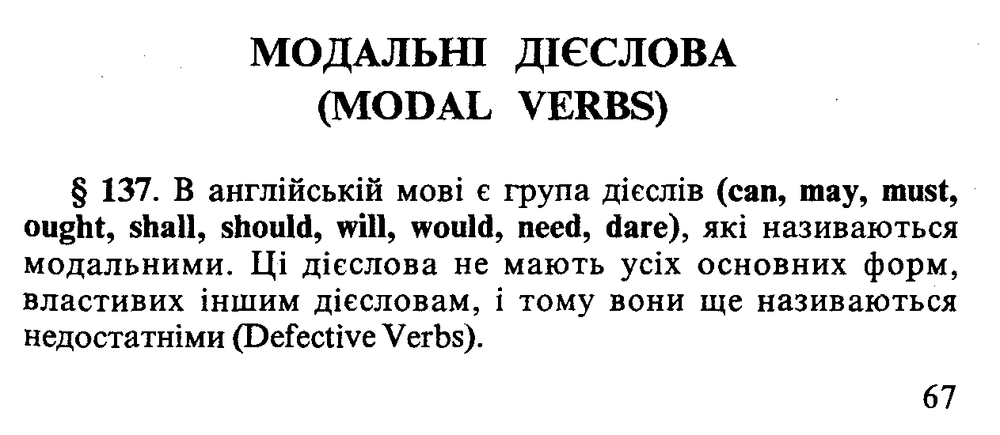 МОДАЛЬНІ ДІЄСЛОВА
(MODAL VERBS)
§ 137. В англійській мові є група дієслів (can, may, must,
ought, shall, should, will, would, need, dare), які називаються
модальними. Ці дієслова не мають усіх основних форм,
властивих іншим дієсловам, і тому вони ще називаються
недостатніми (Defective Verbs).
67